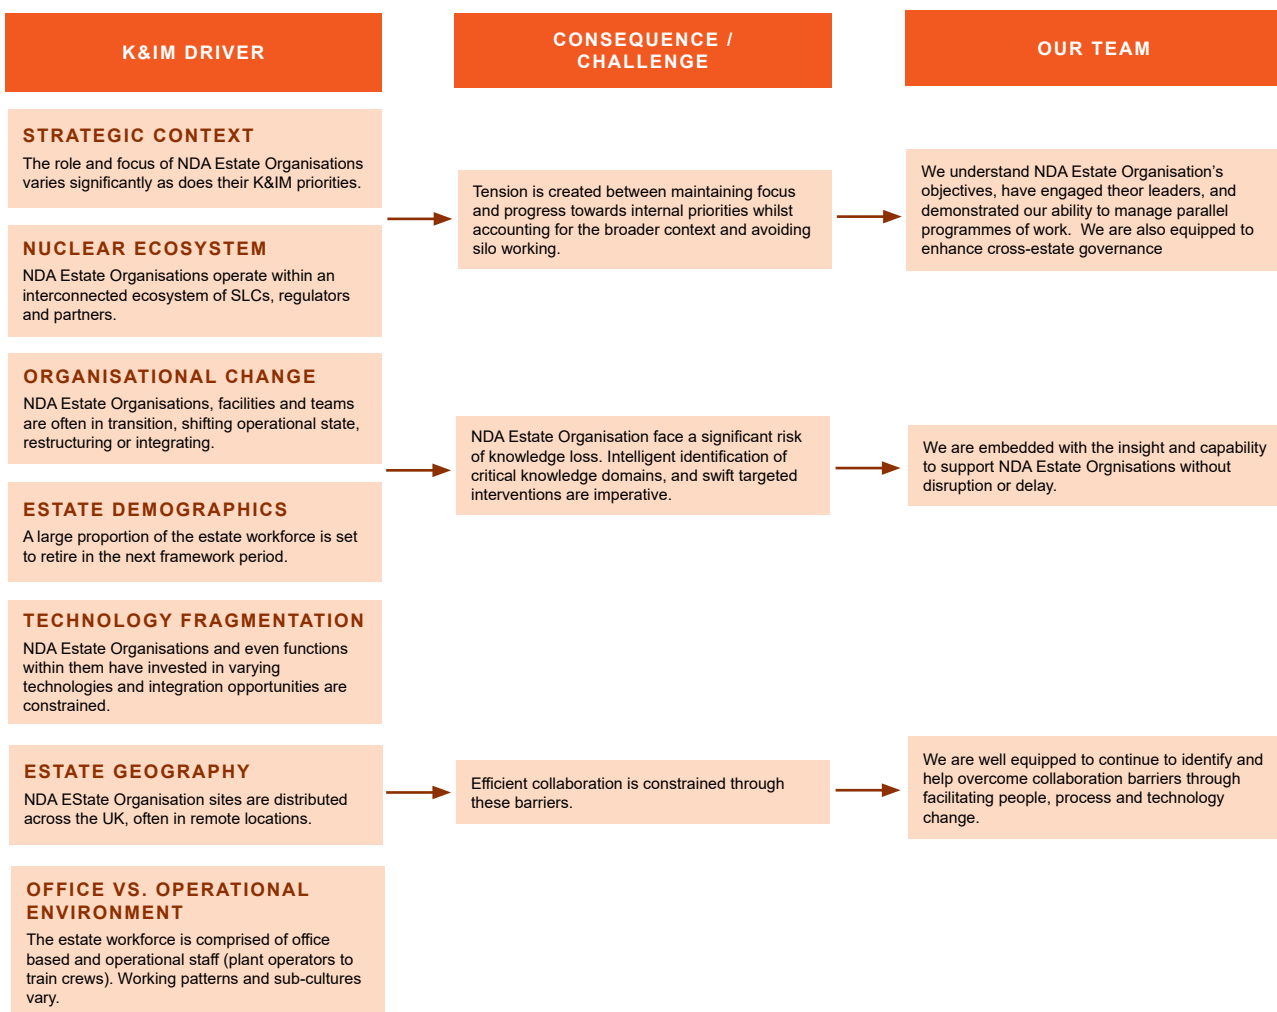 K&IM DRIVER
CONSEQUENCE /
CHALLENGE
OUR TEAM
STRATEGIC CONTEXT
The role and focus of NDA Estate Organisations
varies significantly as does their K&IM priorities.
NUCLEAR ECOSYSTEM
NDA Estate Organisations operate within an
interconnected ecosystem of SLCs, regulators
and partners.
Tension is created between maintaining focus
and progress towards internal priorities whilst
accounting for the broader context and avoiding
silo working.
We understand NDA Estate Organisation's
objectives, have engaged theor leaders, and
demonstrated our ability to manage parallel
programmes of work.  We are also equipped to
enhance cross-estate governance
ORGANISATIONAL CHANGE
NDA Estate Organisations, facilities and teams
are often in transition, shifting operational state,
restructuring or integrating.
ESTATE DEMOGRAPHICS
A large proportion of the estate workforce is set
to retire in the next framework period.
NDA Estate Organisation face a significant risk
of knowledge loss. Intelligent identification of
critical knowledge domains, and swift targeted
interventions are imperative.
We are embedded with the insight and capability
to support NDA Estate Orgnisations without
disruption or delay.
TECHNOLOGY FRAGMENTATION
NDA Estate Organisations and even functions
within them have invested in varying
technologies and integration opportunities are
constrained.
ESTATE GEOGRAPHY
NDA EState Organisation sites are distributed
across the UK, often in remote locations.
OFFICE VS. OPERATIONAL
ENVIRONMENT
The estate workforce is comprised of office
based and operational staff (plant operators to
train crews). Working patterns and sub-cultures
vary.
Efficient collaboration is constrained through
these barriers.
We are well equipped to continue to identify and
help overcome collaboration barriers through
facilitating people, process and technology
change.